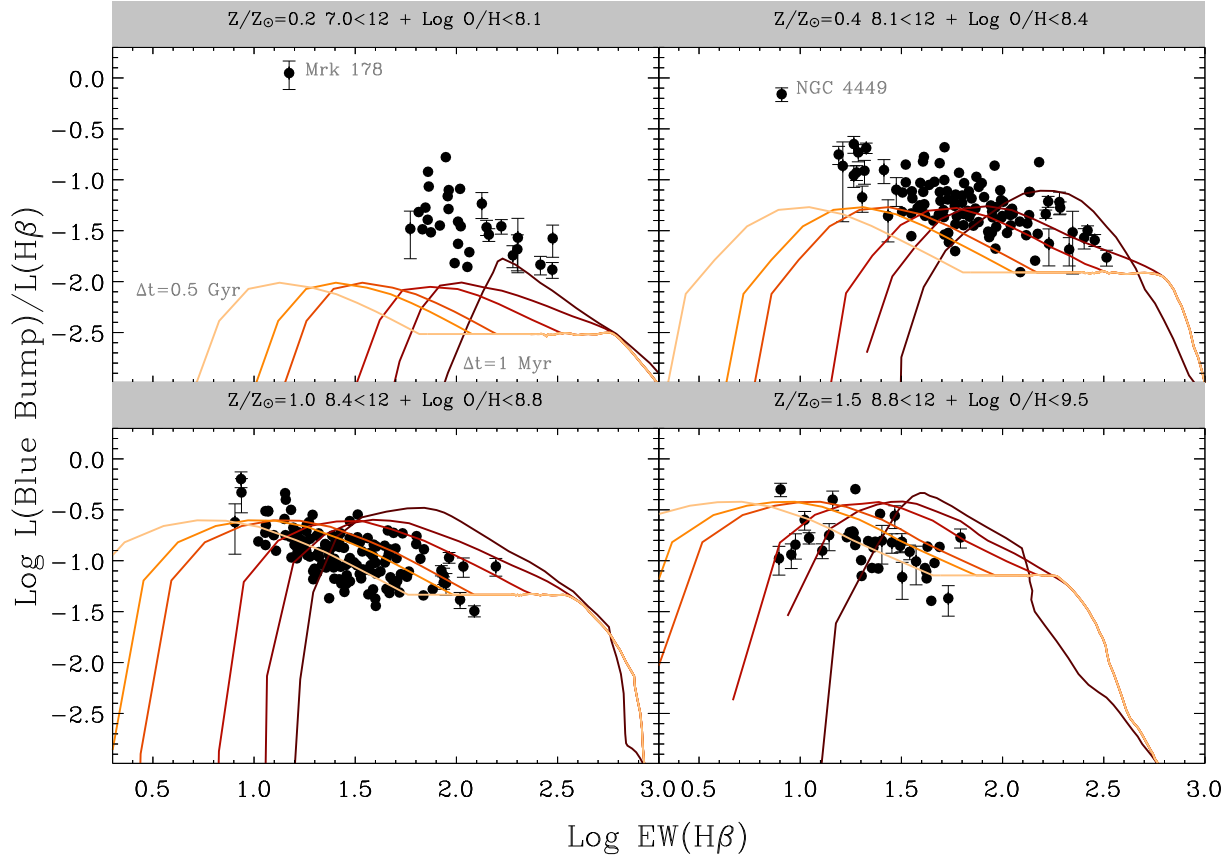 Z/Z⊙=0.2 7.0<12 + Log O/H<8.1
Z/Z⊙=0.4 8.1<12 + Log O/H<8.4
0.0
-0.5
-1.0
-1.5
-2.0
-2.5
Mrk 178
Δt=0.5 Gyr
Δt=1 Myr
NGC 4449
Z/Z⊙=1.0 8.4<12 + Log O/H<8.8
Z/Z⊙=1.5 8.8<12 + Log O/H<9.5
0.0
-0.5
-1.0
-1.5
-2.0
-2.5
0.5 1.0 1.5 2.0 2.5 3.0
0.5 1.0 1.5 2.0 2.5 3.0
Log L(Blue Bump)/L(Hβ)
Log EW(Hβ)